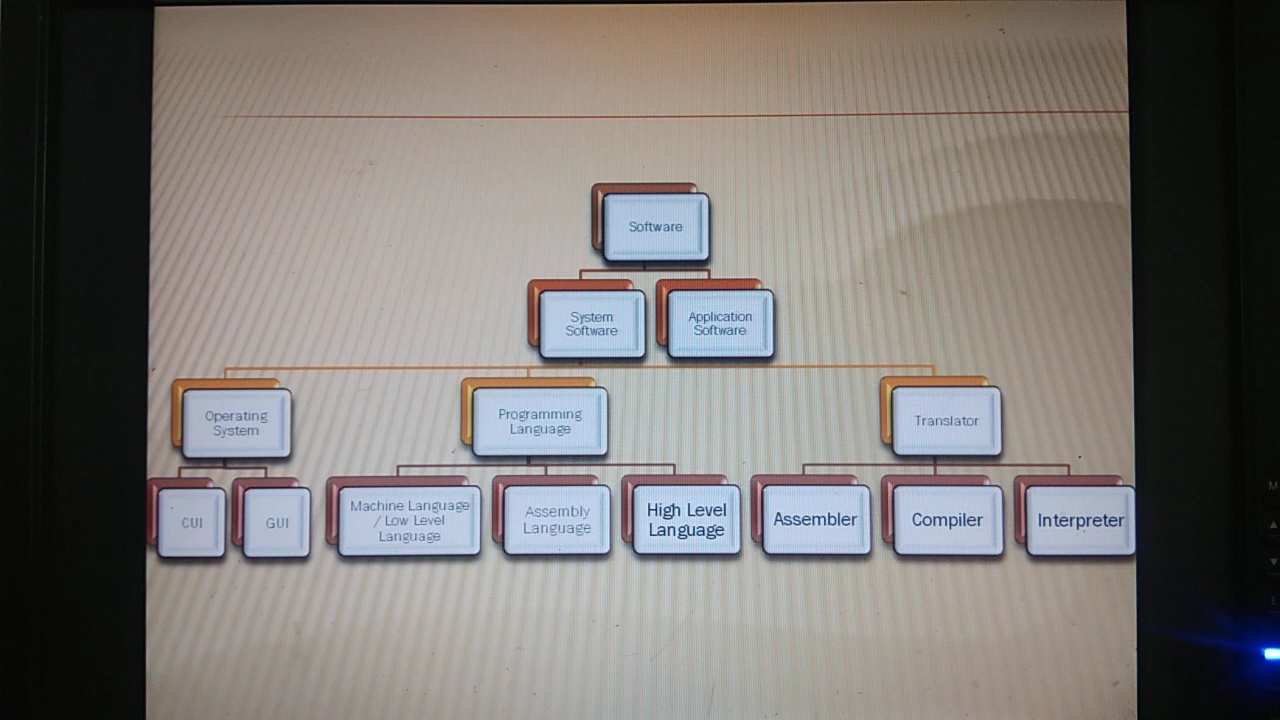 Software
System
Software
Application
Software
Operating
System
Programming
Language
Translator
CUI
GUI
Machine Language
/ Low Level
Language
Assembly
Language
High Level
Language
Assembler
Compiler
Interpreter